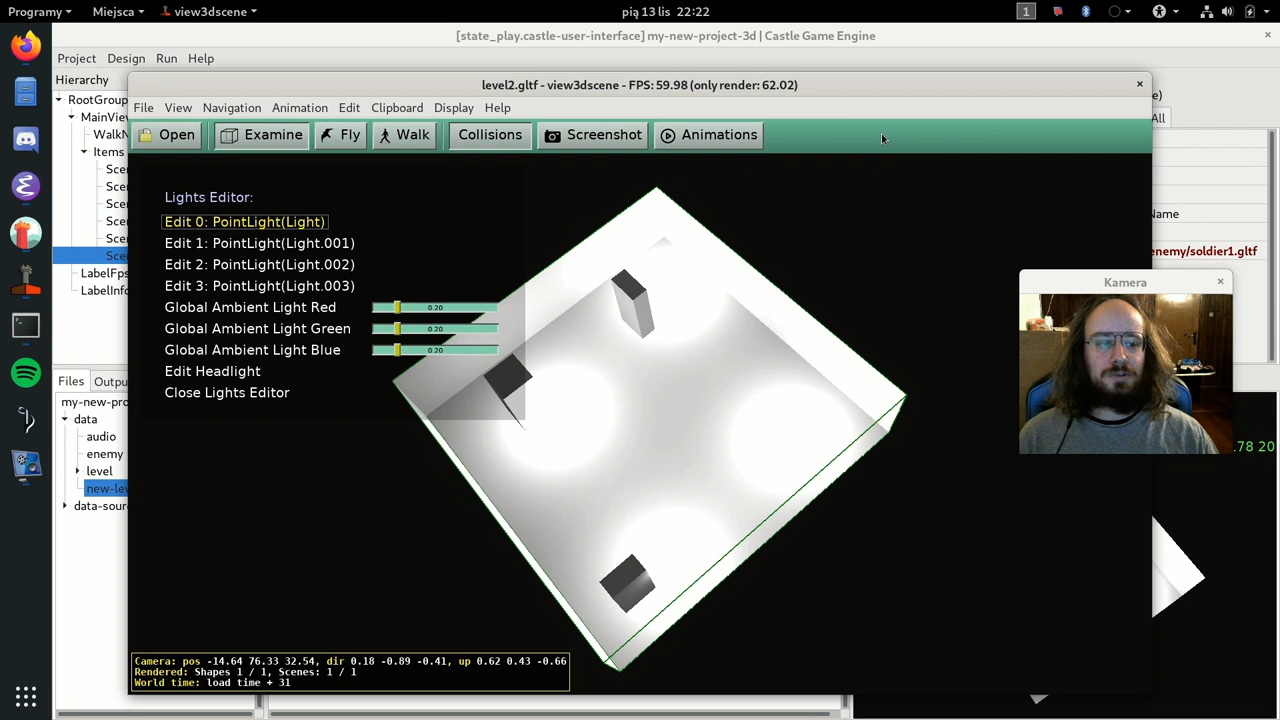 Programy
Miejsca
view3dscene
pią 13 lis 22:22
1
[state_play.castle-user-interface] my-new-project-3d | Castle Game Engine
×
Project
Design
Run
Help
Hierarchy
RootGroup
MainView
Items
LabelFps
All
enemy/soldier1.gltf
Files
data
audio
enemy
level
level2.gltf - view3dscene - FPS: 59.98 (only render: 62.02)
×
File
View
Navigation
Animation
Edit
Clipboard
Display
Help
Open
Examine
Fly
Walk
Collisions
Screenshot
Animations
Lights Editor:
Edit 0: PointLight(Light)
Edit 1: PointLight(Light.001)
Edit 2: PointLight(Light.002)
Edit 3: PointLight(Light.003)
Global Ambient Light Red
0.20
Global Ambient Light Green
0.20
Global Ambient Light Blue
0.20
Edit Headlight
Close Lights Editor
Kamera
×
.78 20
Camera: pos -14.64 76.33 32.54, dir 0.18 -0.89 -0.41, up 0.62 0.43 -0.66
Rendered: Shapes 1 / 1, Scenes: 1 / 1
World time: load time + 31